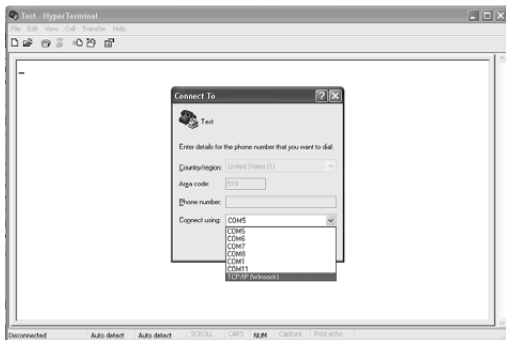 Test - HyperTerminal
File Edit View Call Transfer Help
Connect To
Test
Enter details for the phone number that you want to dial:
Country/region: United States (1)
Area code: 519
Phone number:
Connect using: COM5
COM5
COM6
COM7
COM8
COM1
COM11
TCP/IP (Winsock)
Disconnected Auto detect Auto detect SCROLL CAPS NUM Capture Print echo